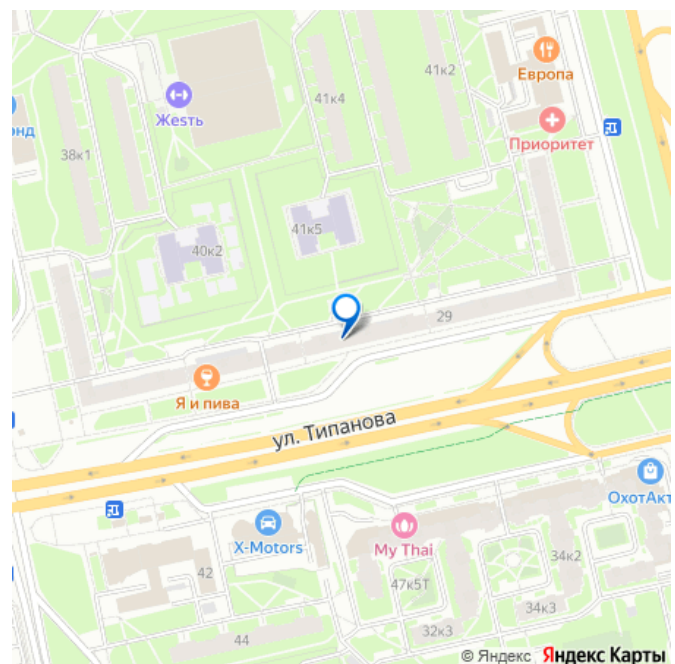 Европа
41к2
41к4
Жесть
Приоритет
онд
38к1
41к5
40к2
29
Я и пива
ул. Типанова
ОхотАкт
X-Motors
My Thai
34к2
42
47к5Т
34к3
32к3
44
© Яндекс Яндекс Карты